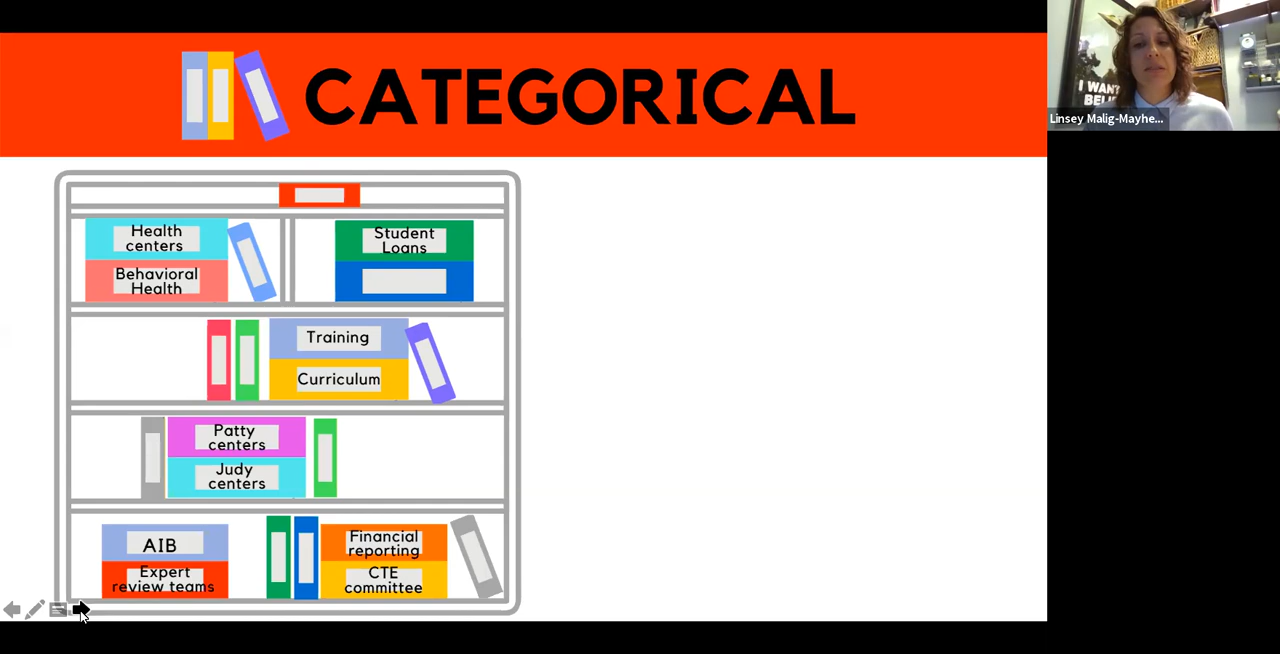 CATEGORICAL
I WANT
Linsey Malig-Mayhe...
Health
centers
Behavioral
Health
Student
Loans
Training
Curriculum
Patty
centers
Judy
centers
AIB
Expert
review teams
Financial
reporting
CTE
committee